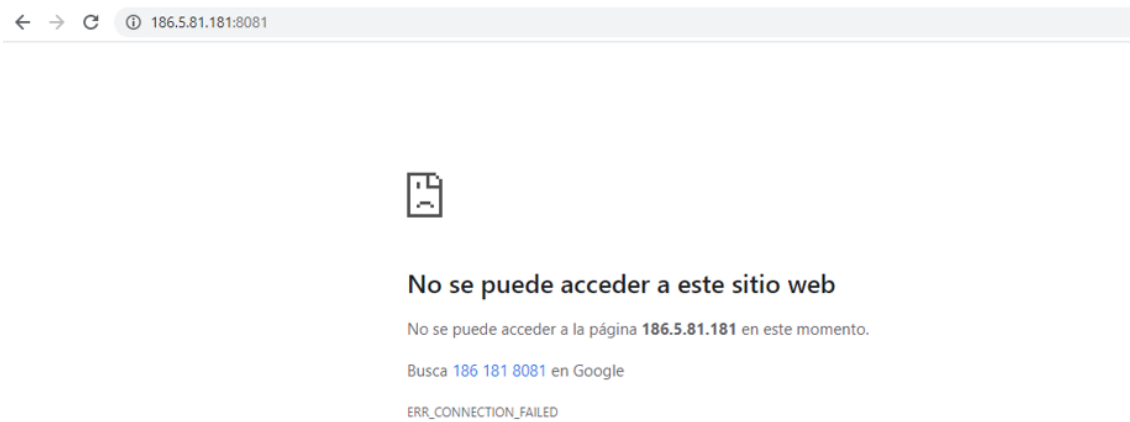 186.5.81.181:8081
No se puede acceder a este sitio web
No se puede acceder a la página 186.5.81.181 en este momento.
Busca 186 181 8081 en Google
ERR_CONNECTION_FAILED